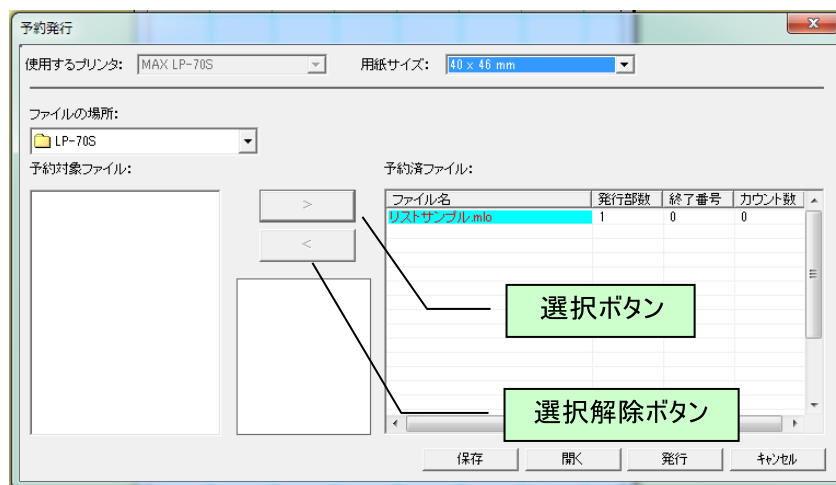 予約発行
使用するプリンタ: MAX LP-70S 用紙サイズ: 40 x 46 mm
ファイルの場所:
LP-70S
予約対象ファイル: 予約済ファイル:
> ファイル名 発行部数 終了番号 カウント数
リストサンプル.mlo 1 0 0
<
選択ボタン
選択解除ボタン
保存 開く 発行 キャンセル